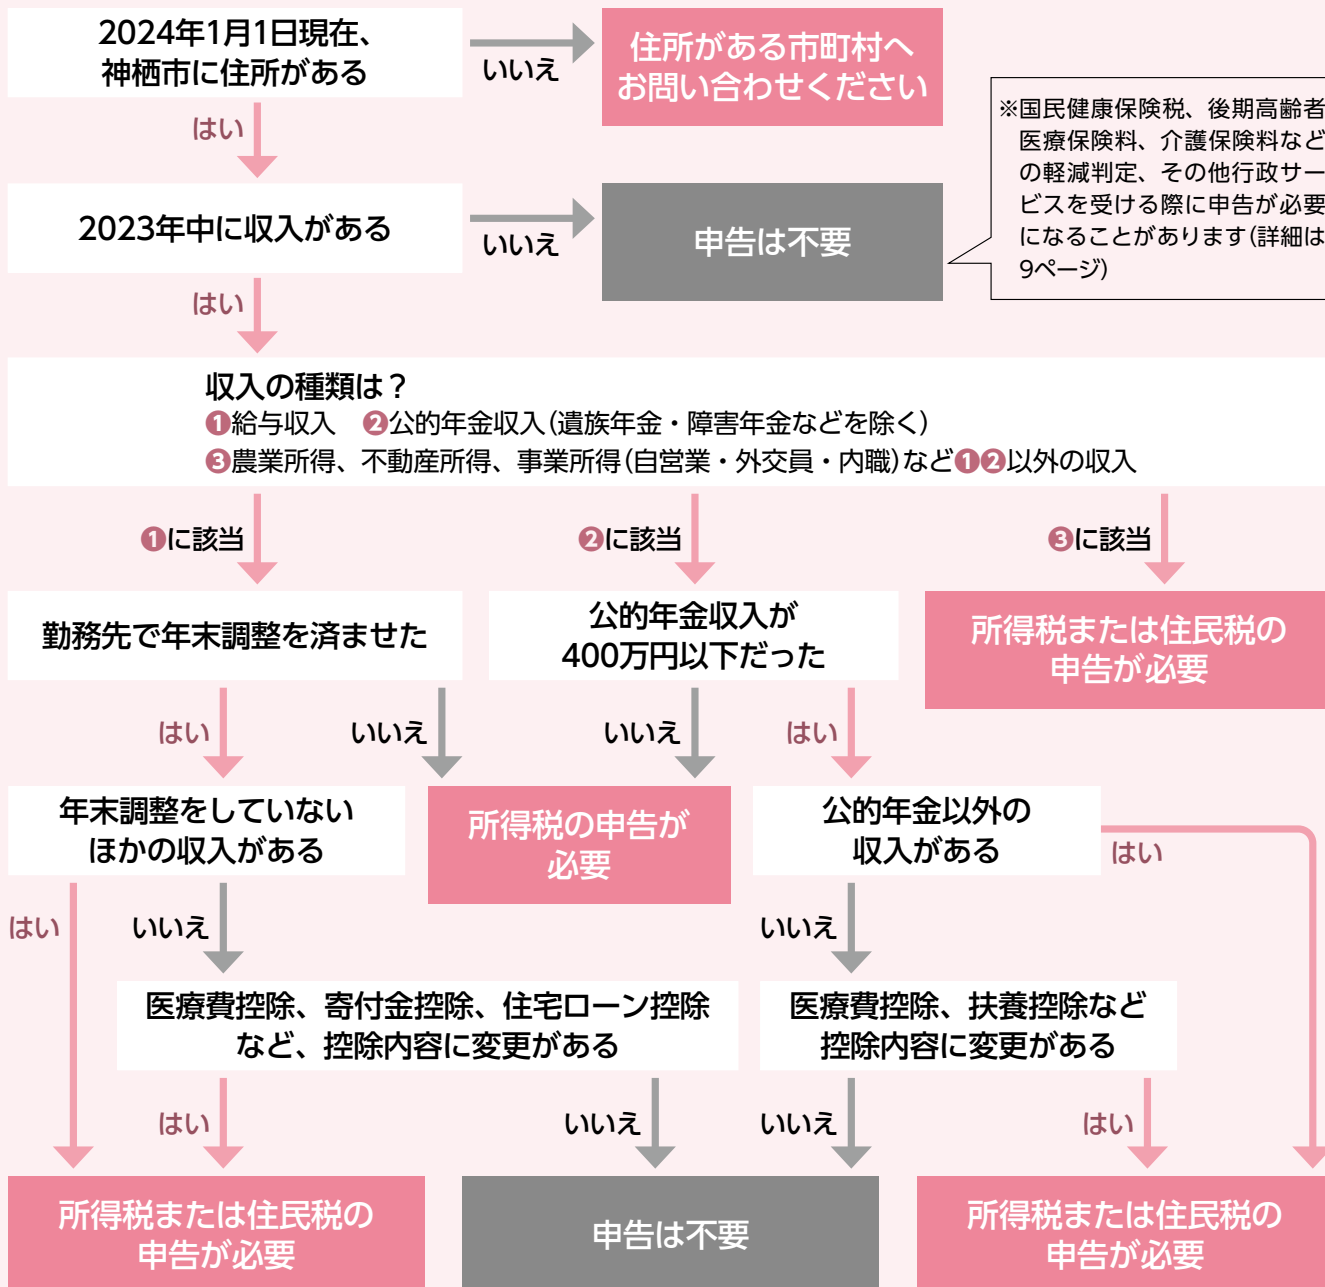 2024年1月1日現在、
神栖市に住所がある
いいえ
住所がある市町村へ
お問い合わせください
はい
※国民健康保険税、後期高齢者
医療保険料、介護保険料など
の軽減判定、その他行政サー
ビスを受ける際に申告が必要
になることがあります(詳細は
9ページ)
2023年中に収入がある
いいえ
申告は不要
はい
収入の種類は？
❶給与収入　❷公的年金収入(遺族年金・障害年金などを除く)
❸農業所得、不動産所得、事業所得(自営業・外交員・内職)など❶❷以外の収入
❶に該当
❷に該当
❸に該当
勤務先で年末調整を済ませた
公的年金収入が
400万円以下だった
所得税または住民税の
申告が必要
はい
いいえ
いいえ
はい
年末調整をしていない
ほかの収入がある
所得税の申告が
必要
公的年金以外の
収入がある
はい
はい
いいえ
いいえ
医療費控除、寄付金控除、住宅ローン控除
など、控除内容に変更がある
医療費控除、扶養控除など
控除内容に変更がある
はい
いいえ
いいえ
はい
所得税または住民税の
申告が必要
申告は不要
所得税または住民税の
申告が必要